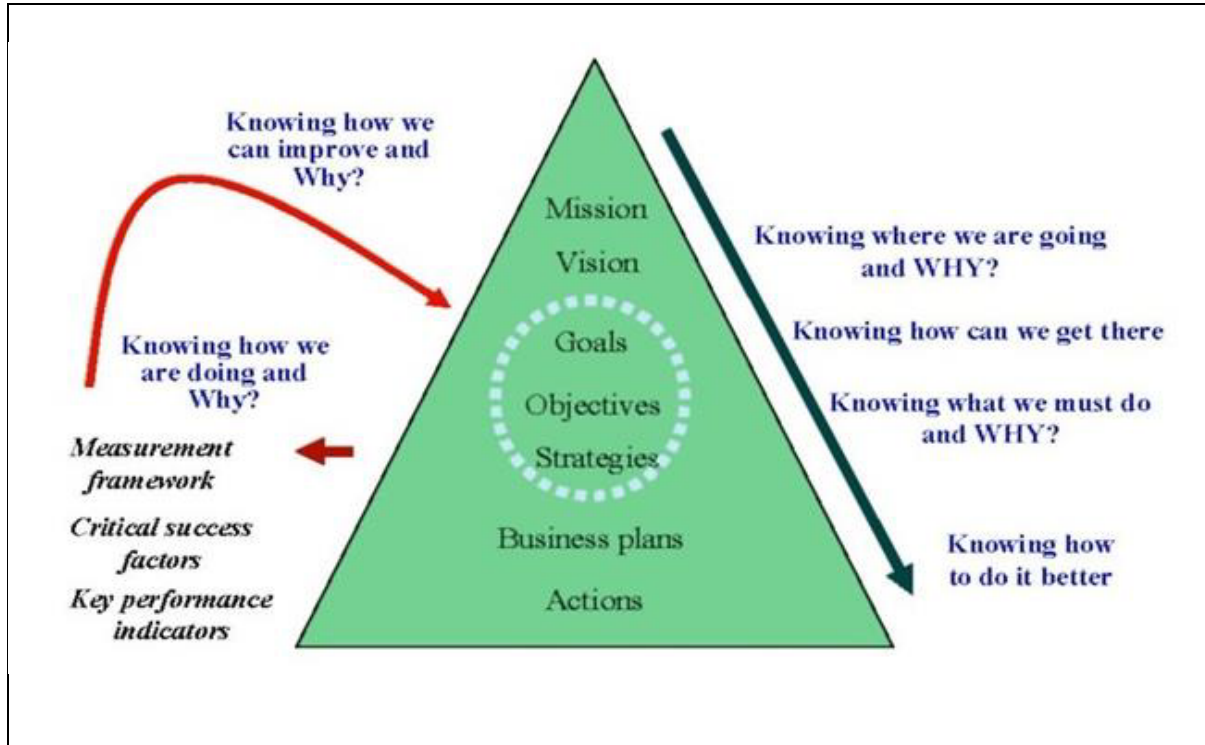 Knowing how we
can improve and
Why?
Knowing how we
are doing and
Why?
Measurement
framework
Critical success
factors
Key performance
indicators
Mission
Vision
Goals
Objectives
Strategies
Business plans
Actions
Knowing where we are going
and WHY?
Knowing how can we get there
Knowing what we must do
and WHY?
Knowing how
to do it better